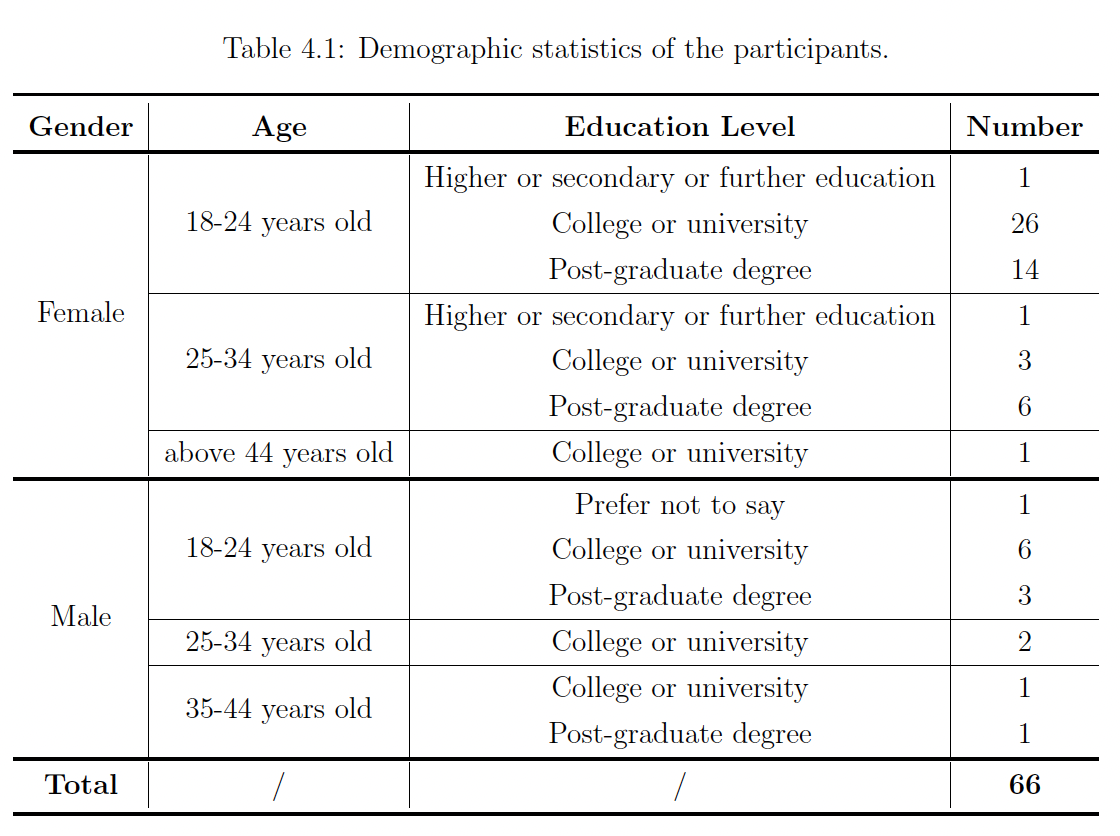 Table 4.1: Demographic statistics of the participants.
Gender Age Education Level Number
Female 18-24 years old Higher or secondary or further education 1
College or university 26
Post-graduate degree 14
25-34 years old Higher or secondary or further education 1
College or university 3
Post-graduate degree 6
above 44 years old College or university 1
Male 18-24 years old Prefer not to say 1
College or university 6
Post-graduate degree 3
25-34 years old College or university 2
35-44 years old College or university 1
Post-graduate degree 1
Total / / 66